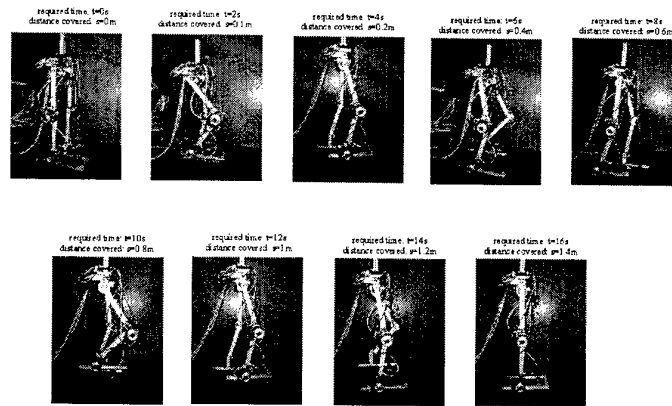 required time: t=0s
distance covered: s=0m
required time: t=2s
distance covered: s=0.1m
required time: t=4s
distance covered: s=0.2m
required time: t=6s
distance covered: s=0.4m
required time: t=8s
distance covered: s=0.6m
required time: t=10s
distance covered: s=0.8m
required time: t=12s
distance covered: s=1m
required time: t=14s
distance covered: s=1.2m
required time: t=16s
distance covered: s=1.4m